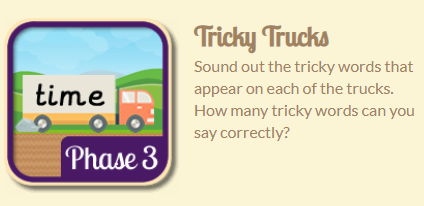 time
Phase 3
Tricky Trucks
Sound out the tricky words that
appear on each of the trucks.
How many tricky words can you
say correctly?